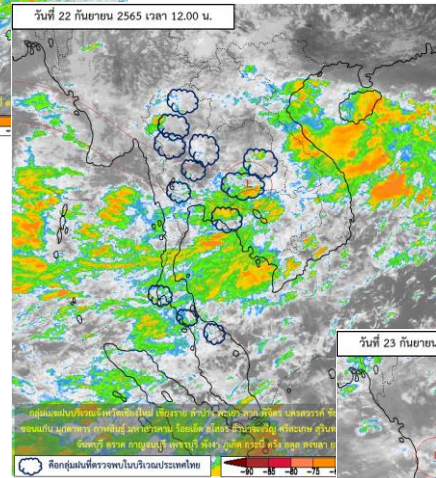 วันที่ 22 กันยายน 2565 เวลา 12.00 น.
กลุ่มเมฆฝนบริเวณจังหวัดเชียงใหม่ เชียงราย ลำปาง พะเยา ตาก พิจิตร นครสวรรค์ ชัย
ขอนแก่น มุกดาหาร กาฬสินธุ์ มหาสารคาม ร้อยเอ็ด ยโสธร อำนาจเจริญ ศรีสะเกษ สุรินทร์
จันทบุรี ตราด กาญจนบุรี เพชรบุรี พังงา ภูเก็ต กระบี่ ตรัง สตูล สงขลา
คือกลุ่มฝนที่ตรวจพบในบริเวณประเทศไทย
-90 -85 -80 -75
วันที่ 23 กันยายน